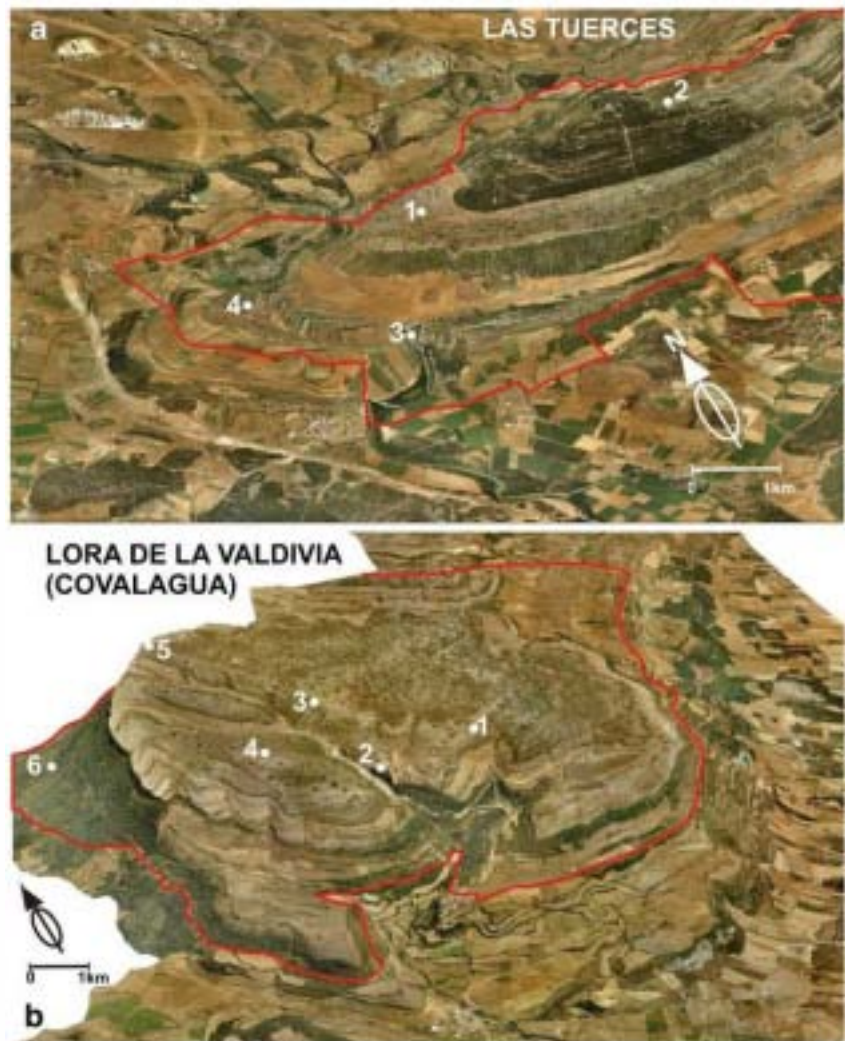 a
LAS TUERCES
2
1
4
3
N
0 1km
LORA DE LA VALDIVIA
(COVALAGUA)
5
3
1
4
2
6
0 1km
b